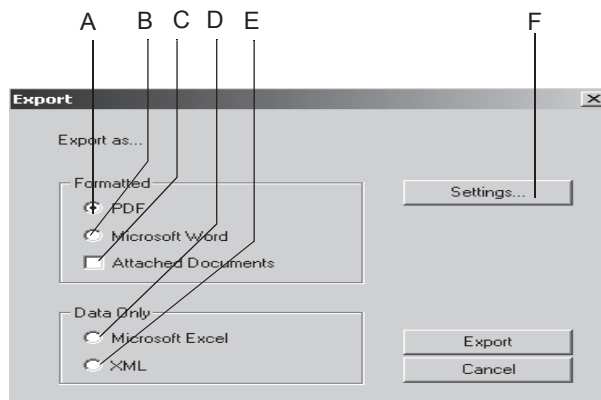 A B C D E F
Export
Export as...
Formatted
Settings...
PDF
Microsoft Word
Attached Documents
Data Only
Microsoft Excel
Export
XML
Cancel